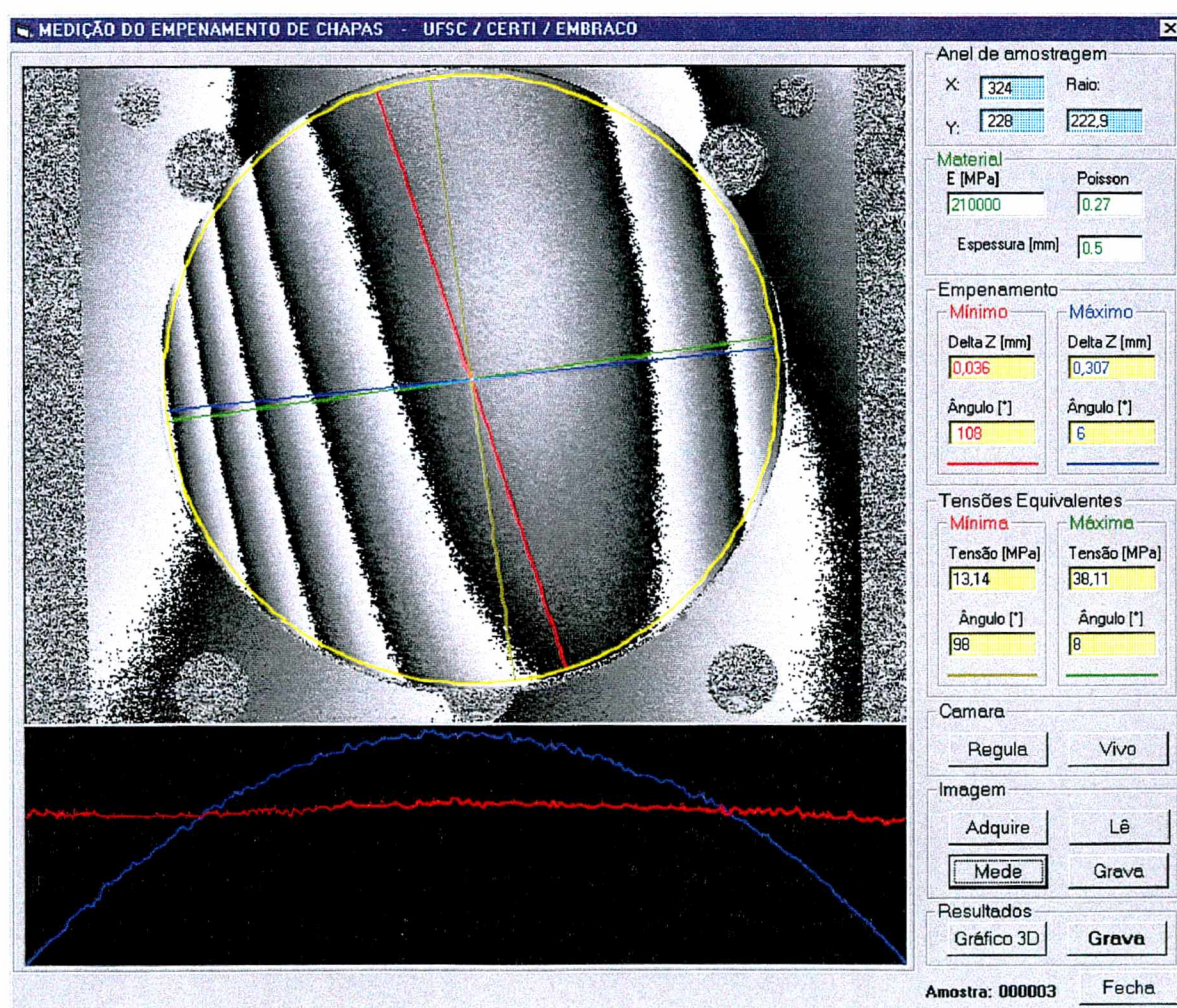 MEDIÇÃO DO EMPENAMENTO DE CHAPAS - UFSC / CERTI / EMBRACO
Anel de amostragem
X: 324 Raio:
Y: 228 222,9
Material
E [MPa] Poisson
210000 0.27
Espessura [mm] 0.5
Empenamento
Mínimo Máximo
Delta Z [mm] Delta Z [mm]
0,036 0,307
Ângulo [°] Ângulo [°]
108 6
Tensões Equivalentes
Mínima Máxima
Tensão [MPa] Tensão [MPa]
13,14 38,11
Ângulo [°] Ângulo [°]
98 8
Camara
Regula Vivo
Imagem
Adquire Lê
Mede Grava
Resultados
Gráfico 3D Grava
Amostra: 000003 Fecha